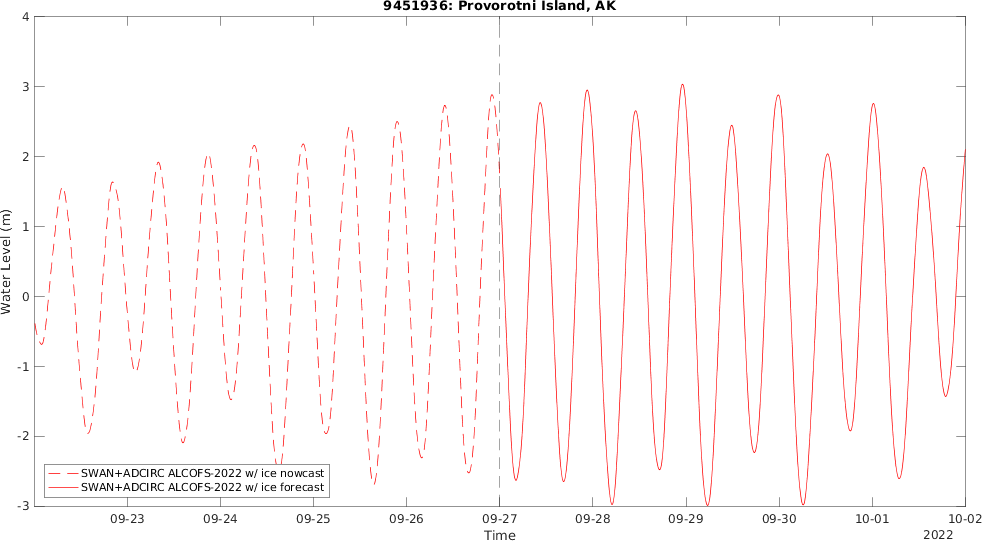 9451936: Provorotni Island, AK
4
3
2
1
0
-1
-2
-3
Water Level (m)
SWAN+ADCIRC ALCOFS-2022 w/ ice nowcast
SWAN+ADCIRC ALCOFS-2022 w/ ice forecast
09-23 09-24 09-25 09-26 09-27 09-28 09-29 09-30 10-01 10-02
Time
2022